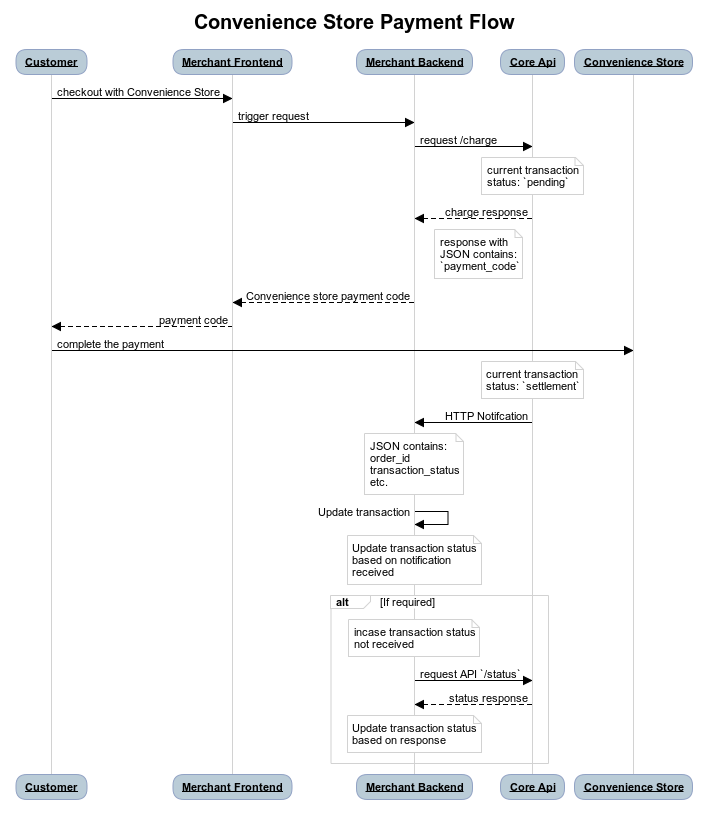 Convenience Store Payment Flow
Customer
Merchant Frontend
Merchant Backend
Core Api
Convenience Store
checkout with Convenience Store
trigger request
request /charge
current transaction
status: `pending`
charge response
response with
JSON contains:
`payment_code`
Convenience store payment code
payment code
complete the payment
current transaction
status: `settlement`
HTTP Notifcation
JSON contains:
order_id
transaction_status
etc.
Update transaction
Update transaction status
based on notification
received
alt
[If required]
incase transaction status
not received
request API `/status`
status response
Update transaction status
based on response
Customer
Merchant Frontend
Merchant Backend
Core Api
Convenience Store